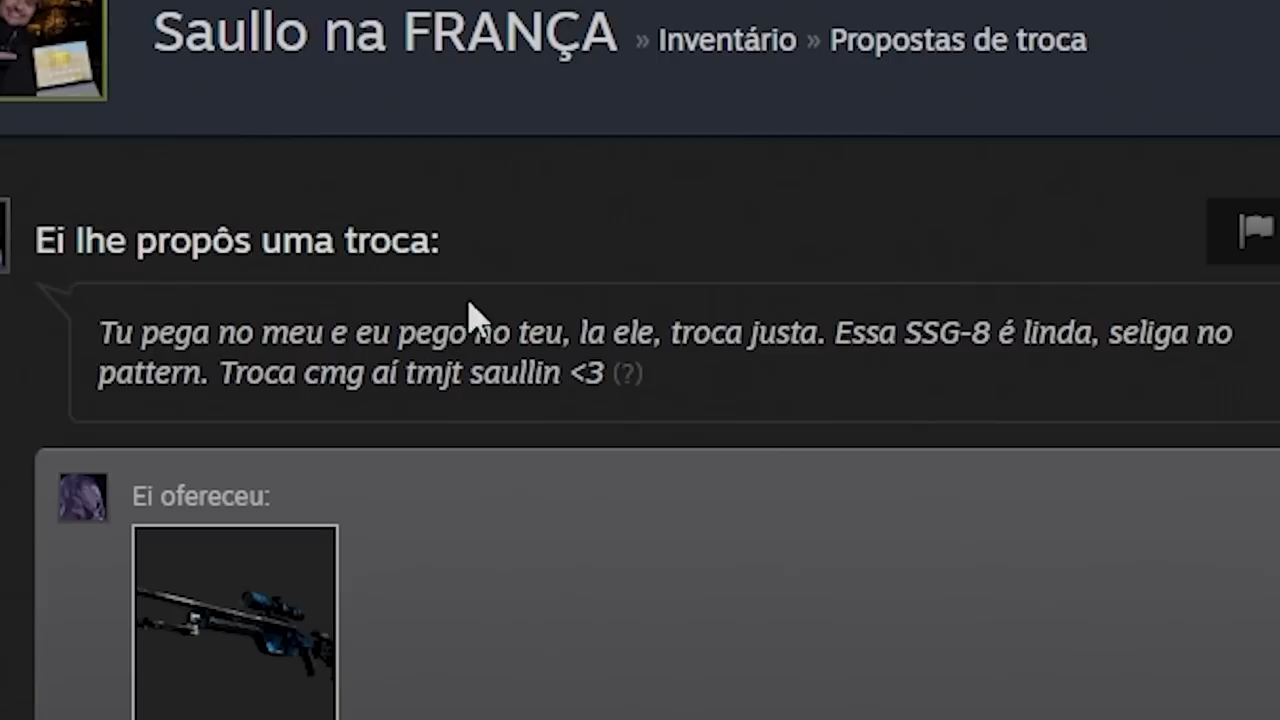 Saullo na FRANÇA » Inventário » Propostas de troca
Ei lhe propôs uma troca:
Tu pega no meu e eu pego no teu, la ele, troca justa. Essa SSG-8 é linda, seliga no
pattern. Troca cmg aí tmjt saullin <3 (?)
Ei ofereceu: